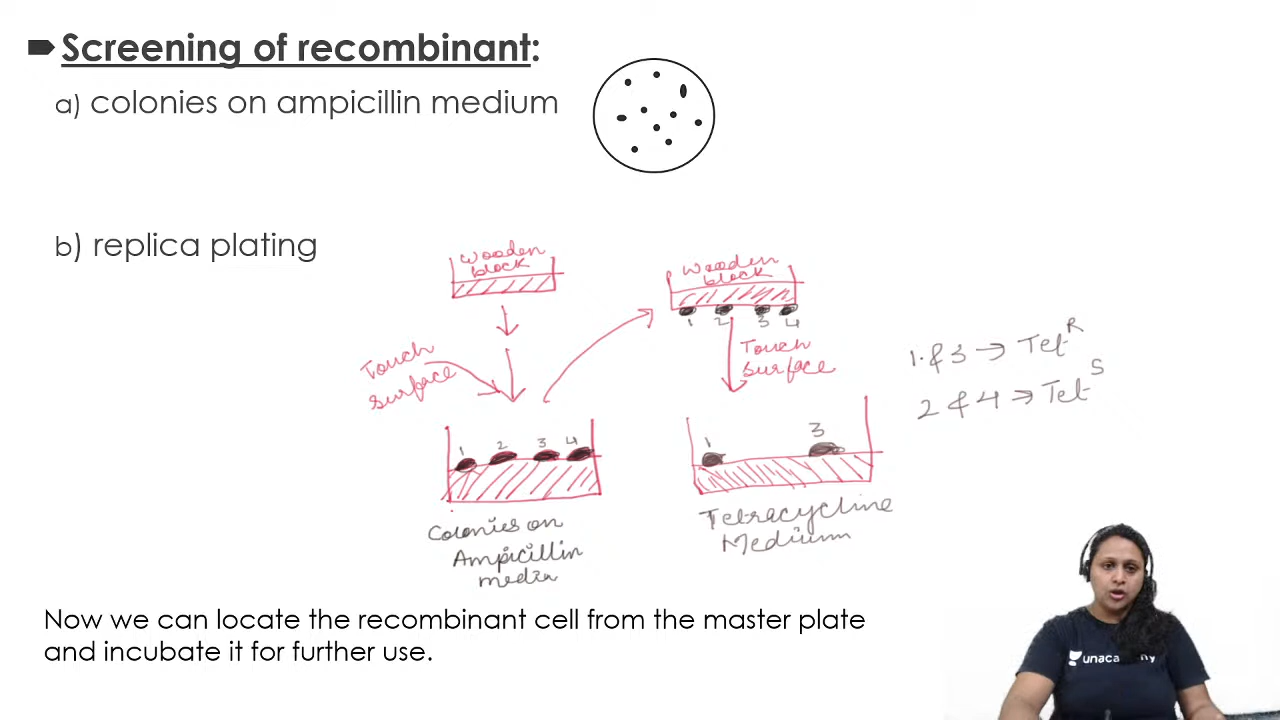 Screening of recombinant:
a) colonies on ampicillin medium
b) replica plating
Wooden
block
Wooden
block
1 2 3 4
Touch
surface
Touch
surface
1 & 3 → Tet R
2 & 4 → Tet S
1 2 3 4
1 3
Colonies on
Ampicillin
media
Tetracycline
Medium
Now we can locate the recombinant cell from the master plate
and incubate it for further use.